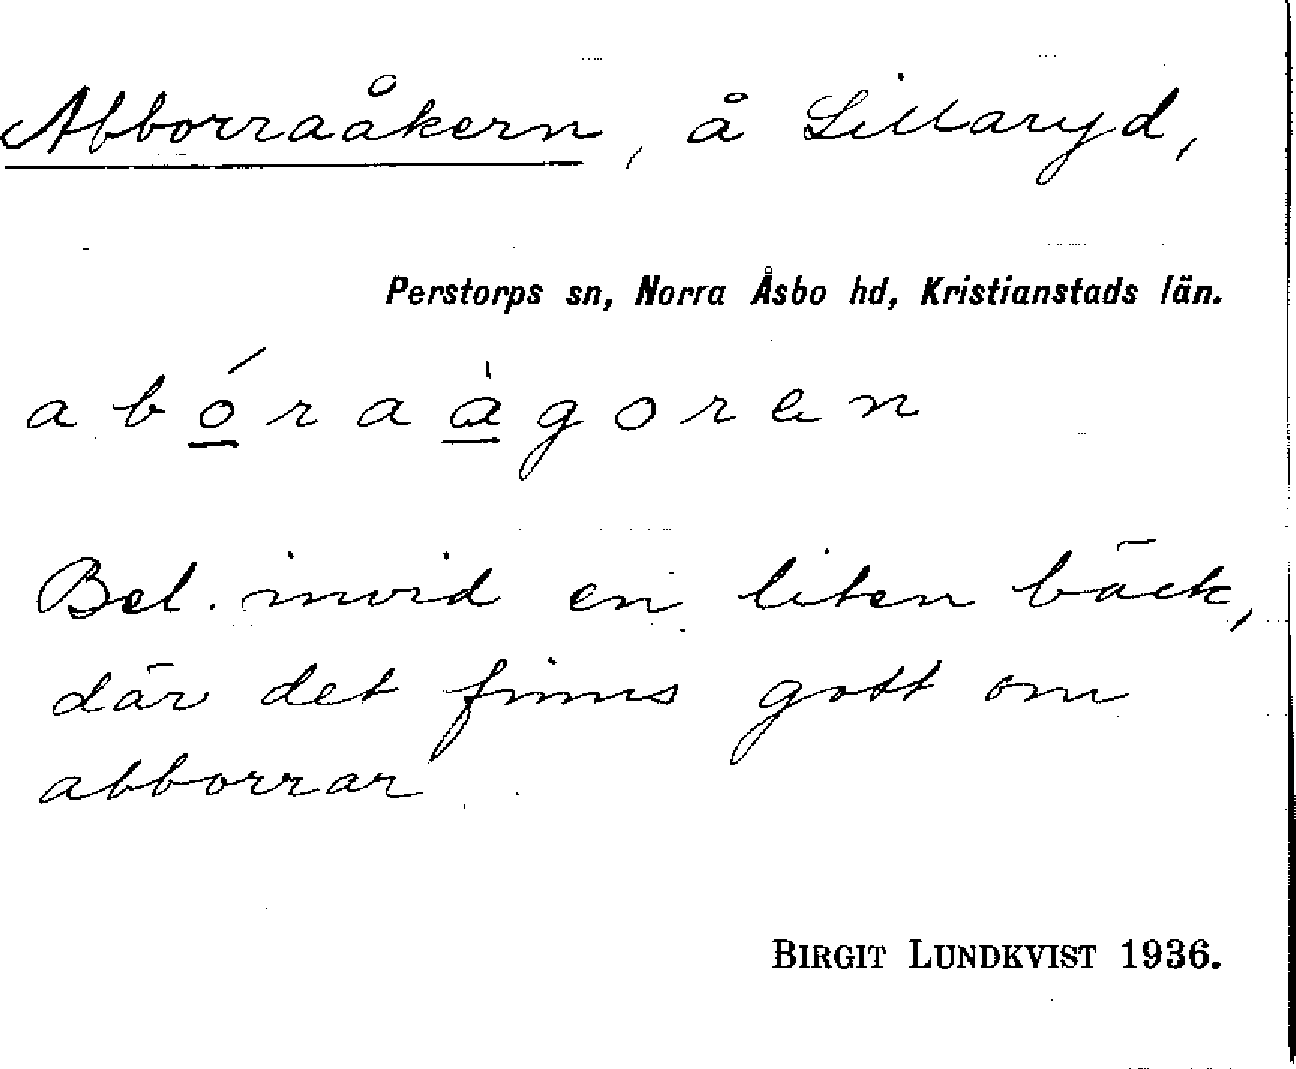 Abborraåkern, å Lillaryd,
Perstorps sn, Norra Åsbo hd, Kristianstads län.
a b ó r a à g o r e n
Bel. invid en liten bäck,
där det finns gott om
abborrar
BIRGIT LUNDKVIST 1936.